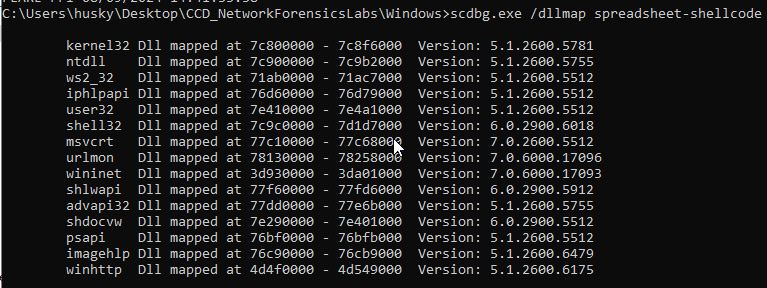 C:\Users\husky\Desktop\CCD_NetworkForensicsLabs\Windows>scdbg.exe /dllmap spreadsheet-shellcode
kernel32 Dll mapped at 7c800000 - 7c8f6000 Version: 5.1.2600.5781
ntdll Dll mapped at 7c900000 - 7c9b2000 Version: 5.1.2600.5755
ws2_32 Dll mapped at 71ab0000 - 71ac7000 Version: 5.1.2600.5512
iphlpapi Dll mapped at 76d60000 - 76d79000 Version: 5.1.2600.5512
user32 Dll mapped at 7e410000 - 7e4a1000 Version: 5.1.2600.5512
shell32 Dll mapped at 7c9c0000 - 7d1d7000 Version: 6.0.2900.6018
msvcrt Dll mapped at 77c10000 - 77c68000 Version: 7.0.2600.5512
urlmon Dll mapped at 78130000 - 78258000 Version: 7.0.6000.17096
wininet Dll mapped at 3d930000 - 3da01000 Version: 7.0.6000.17093
shlwapi Dll mapped at 77f60000 - 77fd6000 Version: 6.0.2900.5912
advapi32 Dll mapped at 77dd0000 - 77e6b000 Version: 5.1.2600.5755
shdocvw Dll mapped at 7e290000 - 7e401000 Version: 6.0.2900.5512
psapi Dll mapped at 76bf0000 - 76bfb000 Version: 5.1.2600.5512
imagehlp Dll mapped at 76c90000 - 76cb9000 Version: 5.1.2600.6479
winhttp Dll mapped at 4d4f0000 - 4d549000 Version: 5.1.2600.6175